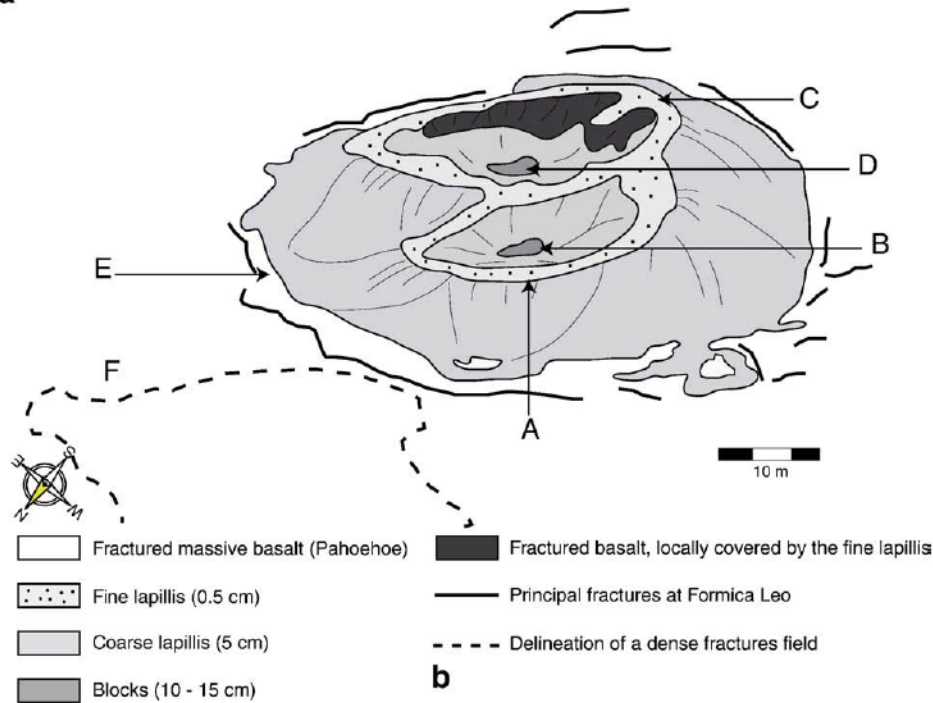 C
D
B
E
F
A
10 m
E S
N W
Fractured massive basalt (Pahoehoe)
Fine lapillis (0.5 cm)
Coarse lapillis (5 cm)
Blocks (10 - 15 cm)
Fractured basalt, locally covered by the fine lapillis
Principal fractures at Formica Leo
Delineation of a dense fractures field
b